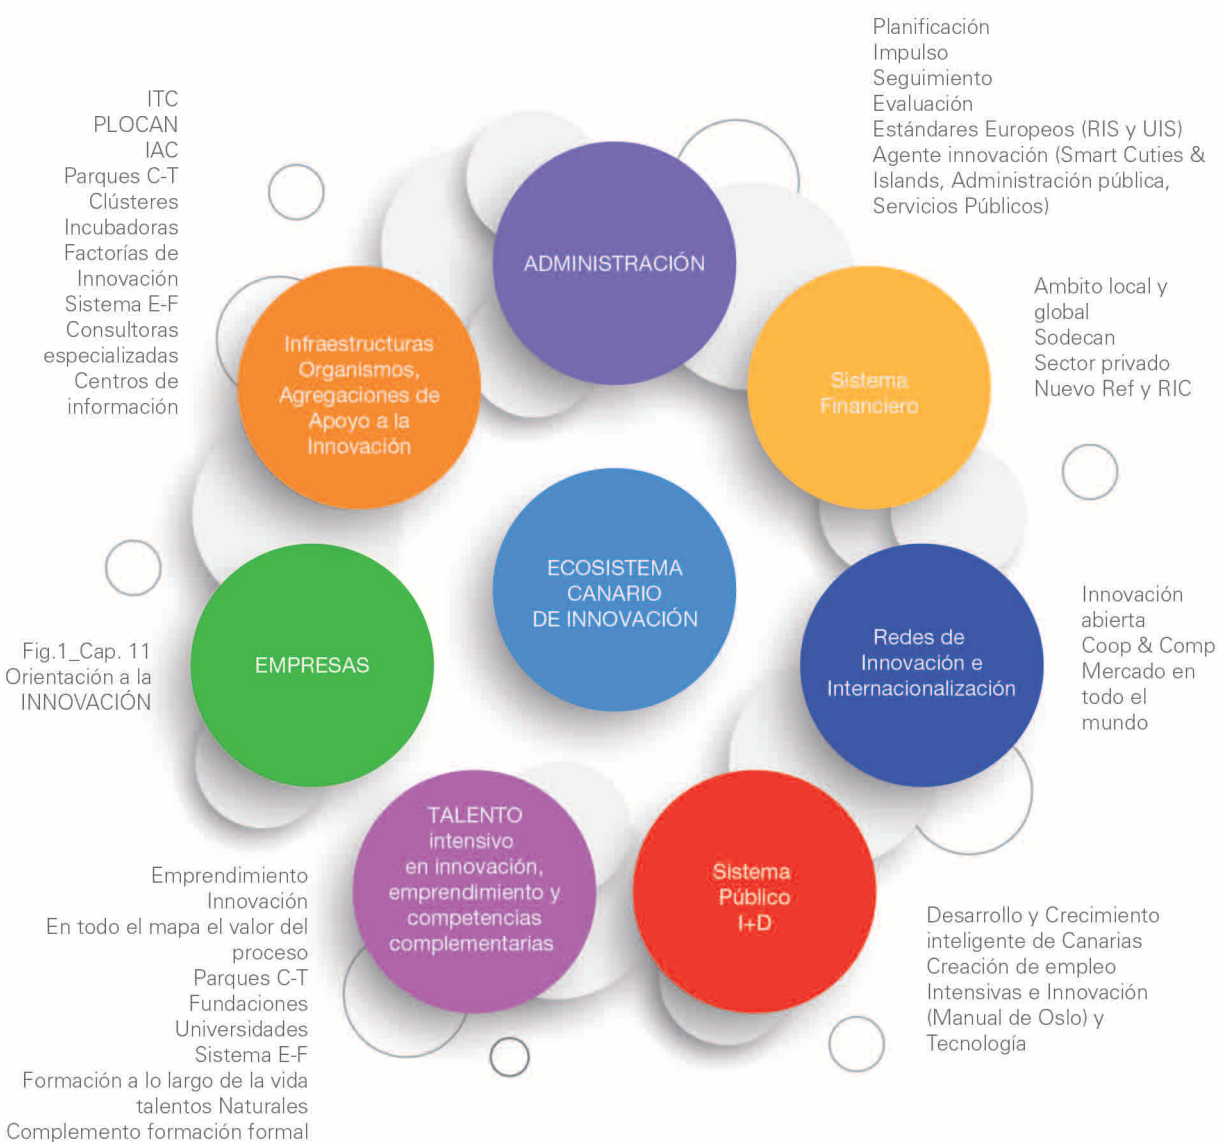 Planificación
Impulso
Seguimiento
Evaluación
Estándares Europeos (RIS y UIS)
Agente innovación (Smart Cuties &
Islands, Administración pública,
Servicios Públicos)
ITC
PLOCAN
IAC
Parques C-T
Clústeres
Incubadoras
Factorías de
Innovación
Sistema E-F
Consultoras
especializadas
Centros de
información
ADMINISTRACIÓN
Infraestructuras
Organismos,
Agregaciones de
Apoyo a la
Innovación
Sistema
Financiero
Ambito local y
global
Sodecan
Sector privado
Nuevo Ref y RIC
ECOSISTEMA
CANARIO
DE INNOVACIÓN
Fig.1_Cap. 11
Orientación a la
INNOVACIÓN
EMPRESAS
Redes de
Innovación e
Internacionalización
Innovación
abierta
Coop & Comp
Mercado en
todo el
mundo
TALENTO
intensivo
en innovación,
emprendimiento y
competencias
complementarias
Sistema
Público
I+D
Emprendimiento
Innovación
En todo el mapa el valor del
proceso
Parques C-T
Fundaciones
Universidades
Sistema E-F
Formación a lo largo de la vida
talentos Naturales
Complemento formación formal
Desarrollo y Crecimiento
inteligente de Canarias
Creación de empleo
Intensivas e Innovación
(Manual de Oslo) y
Tecnología